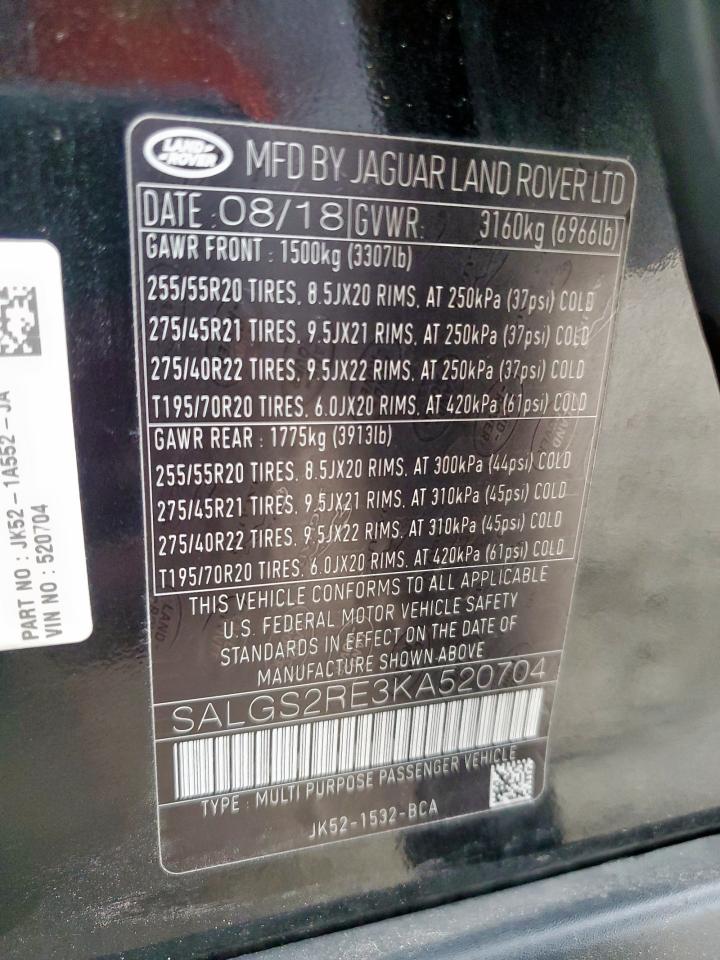 LAND ROVER
MFD BY JAGUAR LAND ROVER LTD
DATE : 08/18 GVWR: 3160kg (6966lb)
GAWR FRONT : 1500kg (3307lb)
255/55R20 TIRES, 8.5JX20 RIMS, AT 250kPa (37psi) COLD
275/45R21 TIRES, 9.5JX21 RIMS, AT 250kPa (37psi) COLD
275/40R22 TIRES, 9.5JX22 RIMS, AT 250kPa (37psi) COLD
T195/70R20 TIRES, 6.0JX20 RIMS, AT 420kPa (61psi) COLD
GAWR REAR : 1775kg (3913lb)
255/55R20 TIRES, 8.5JX20 RIMS, AT 300kPa (44psi) COLD
275/45R21 TIRES, 9.5JX21 RIMS, AT 310kPa (45psi) COLD
275/40R22 TIRES, 9.5JX22 RIMS, AT 310kPa (45psi) COLD
T195/70R20 TIRES, 6.0JX20 RIMS, AT 420kPa (61psi) COLD
THIS VEHICLE CONFORMS TO ALL APPLICABLE
U.S. FEDERAL MOTOR VEHICLE SAFETY
STANDARDS IN EFFECT ON THE DATE OF
MANUFACTURE SHOWN ABOVE
SALGS2RE3KA520704
TYPE : MULTI PURPOSE PASSENGER VEHICLE
JK52-1532-BCA
PART NO : JK52 - 1A552 - JA
VIN NO : 520704